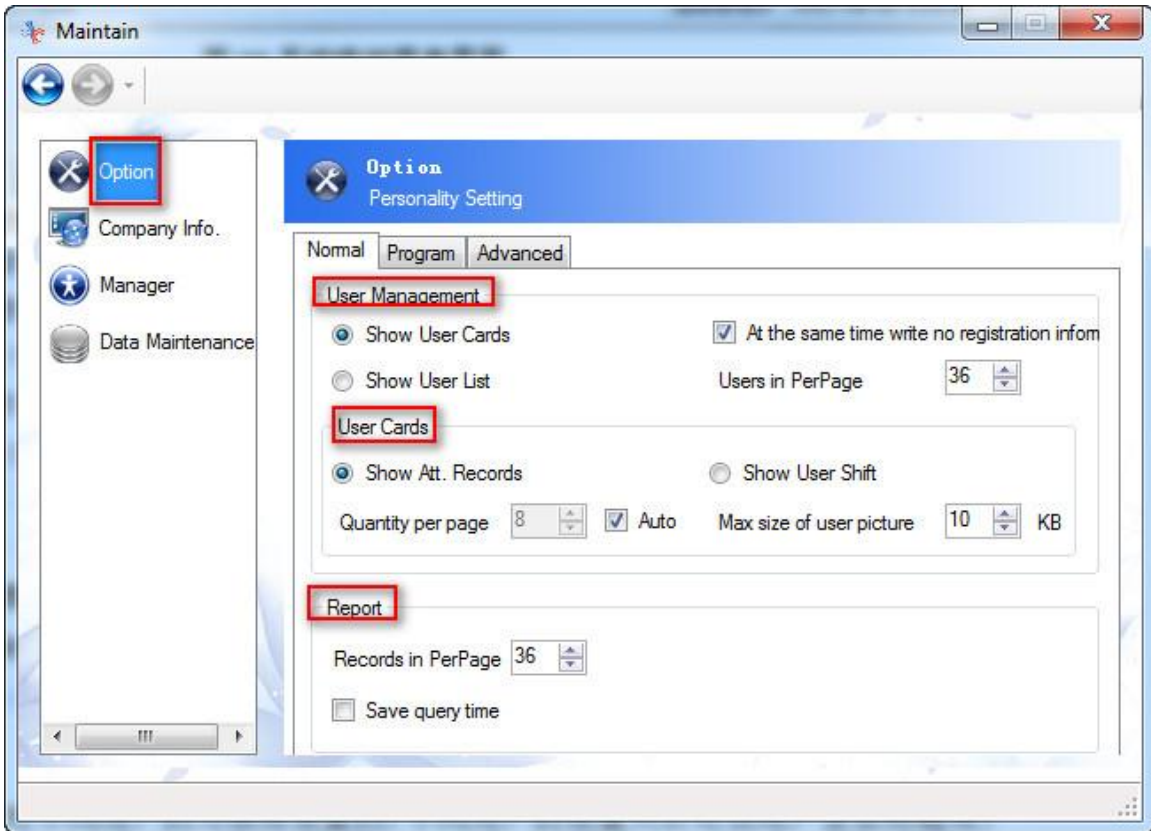 Maintain
Option
Company Info.
Manager
Data Maintenance
Option
Personality Setting
Normal Program Advanced
User Management
Show User Cards At the same time write no registration infom
Show User List Users in PerPage 36
User Cards
Show Att. Records Show User Shift
Quantity per page 8 Auto Max size of user picture 10 KB
Report
Records in PerPage 36
Save query time